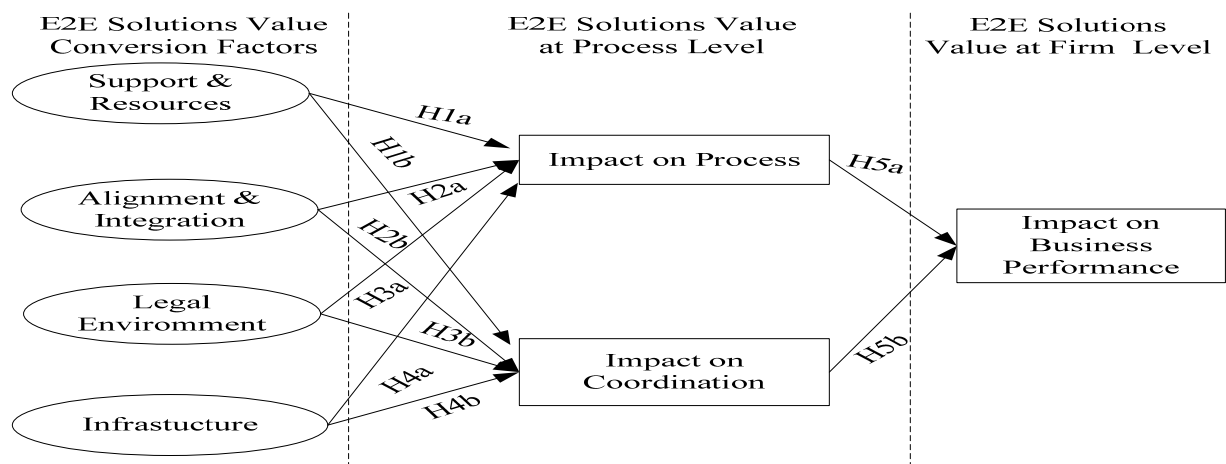 E2E Solutions Value
Conversion Factors
E2E Solutions Value
at Process Level
E2E Solutions
Value at Firm Level
Support &
Resources
H1a
H1b
Impact on Process
H5a
Alignment &
Integration
H2a
H2b
Impact on
Business
Performance
Legal
Enviromment
H3a
H3b
Impact on
Coordination
H5b
Infrastucture
H4a
H4b